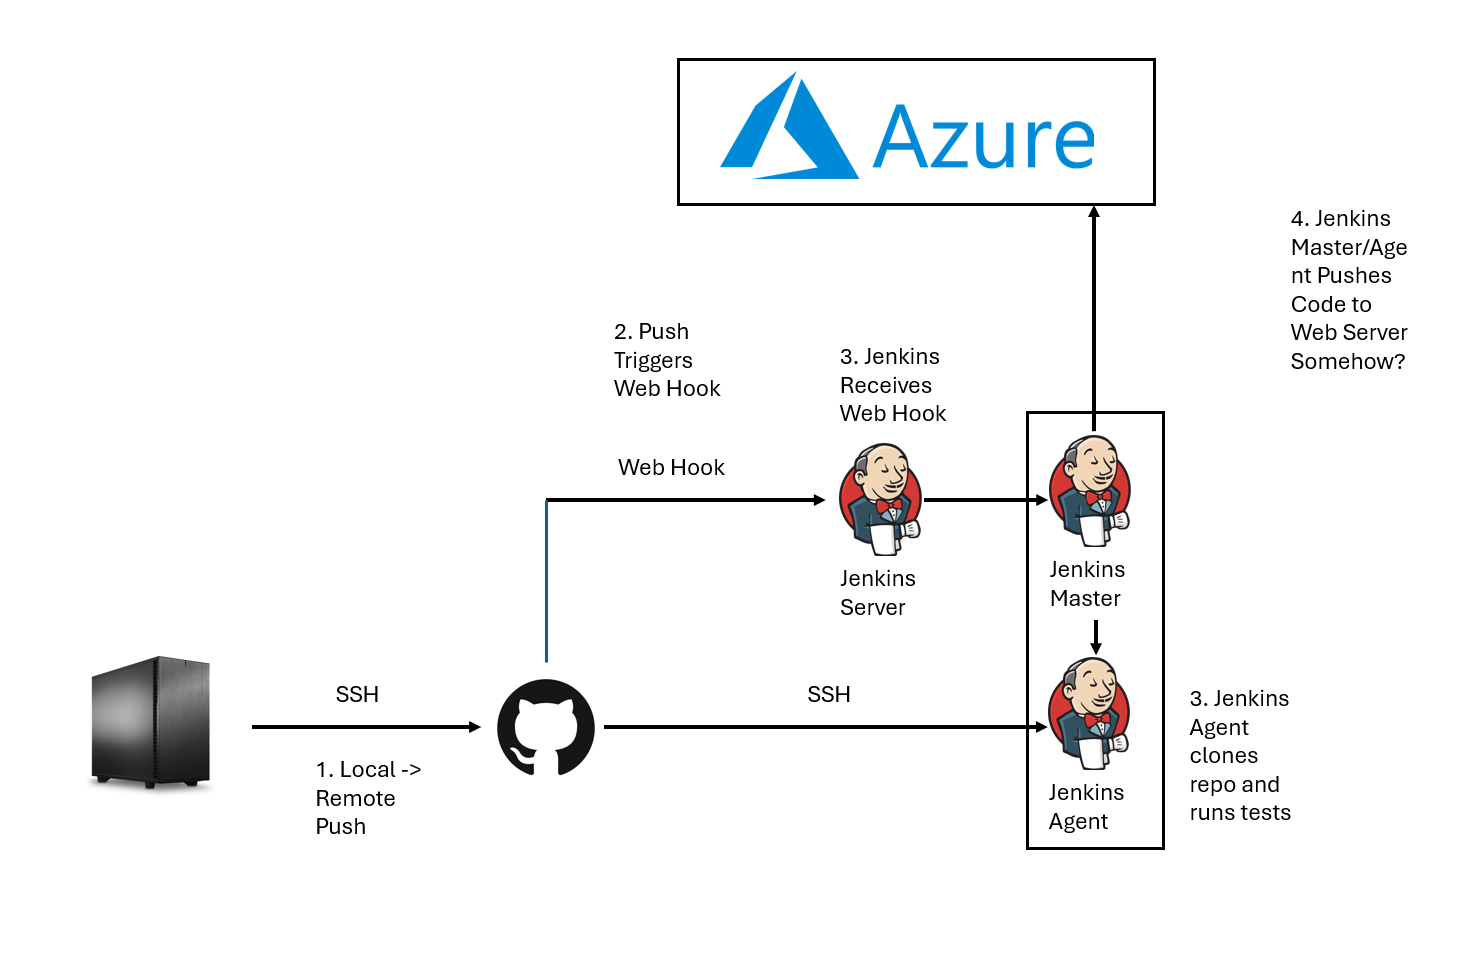 Azure
4. Jenkins
Master/Age
nt Pushes
Code to
Web Server
Somehow?
2. Push
Triggers
Web Hook
3. Jenkins
Receives
Web Hook
Web Hook
Jenkins
Server
Jenkins
Master
SSH
SSH
1. Local ->
Remote
Push
3. Jenkins
Agent
clones
repo and
runs tests
Jenkins
Agent